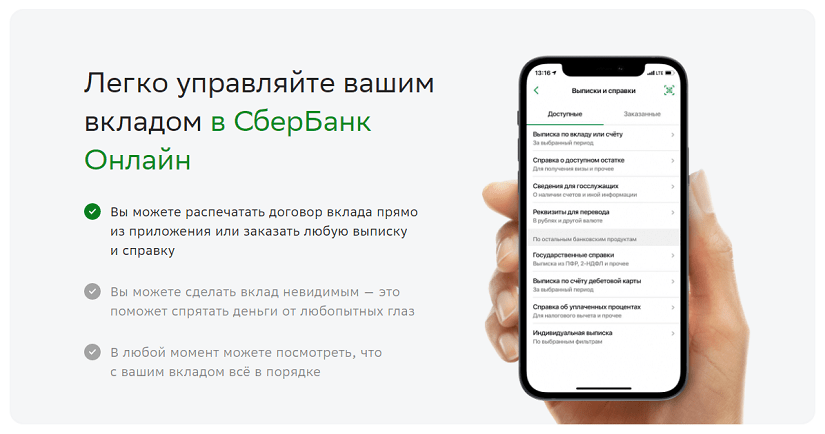 Легко управляйте вашим
вкладом в СберБанк
Онлайн
Вы можете распечатать договор вклада прямо
из приложения или заказать любую выписку
и справку
Вы можете сделать вклад невидимым — это
поможет спрятать деньги от любопытных глаз
В любой момент можете посмотреть, что
с вашим вкладом всё в порядке
13:16 LTE
Выписки и справки
Доступные Заказанные
Выписка по вкладу или счёту
За выбранный период
Справка о доступном остатке
Для получения визы и прочее
Сведения для госслужащих
О наличии счетов и иной информации
Реквизиты для перевода
В рублях и другой валюте
По остальным банковским продуктам
Государственные справки
Выписка из ПФР, 2-НДФЛ и прочее
Выписка по счёту дебетовой карты
За выбранный период
Справка об уплаченных процентах
Для налогового вычета и прочее
Индивидуальная выписка
По выбранным фильтрам